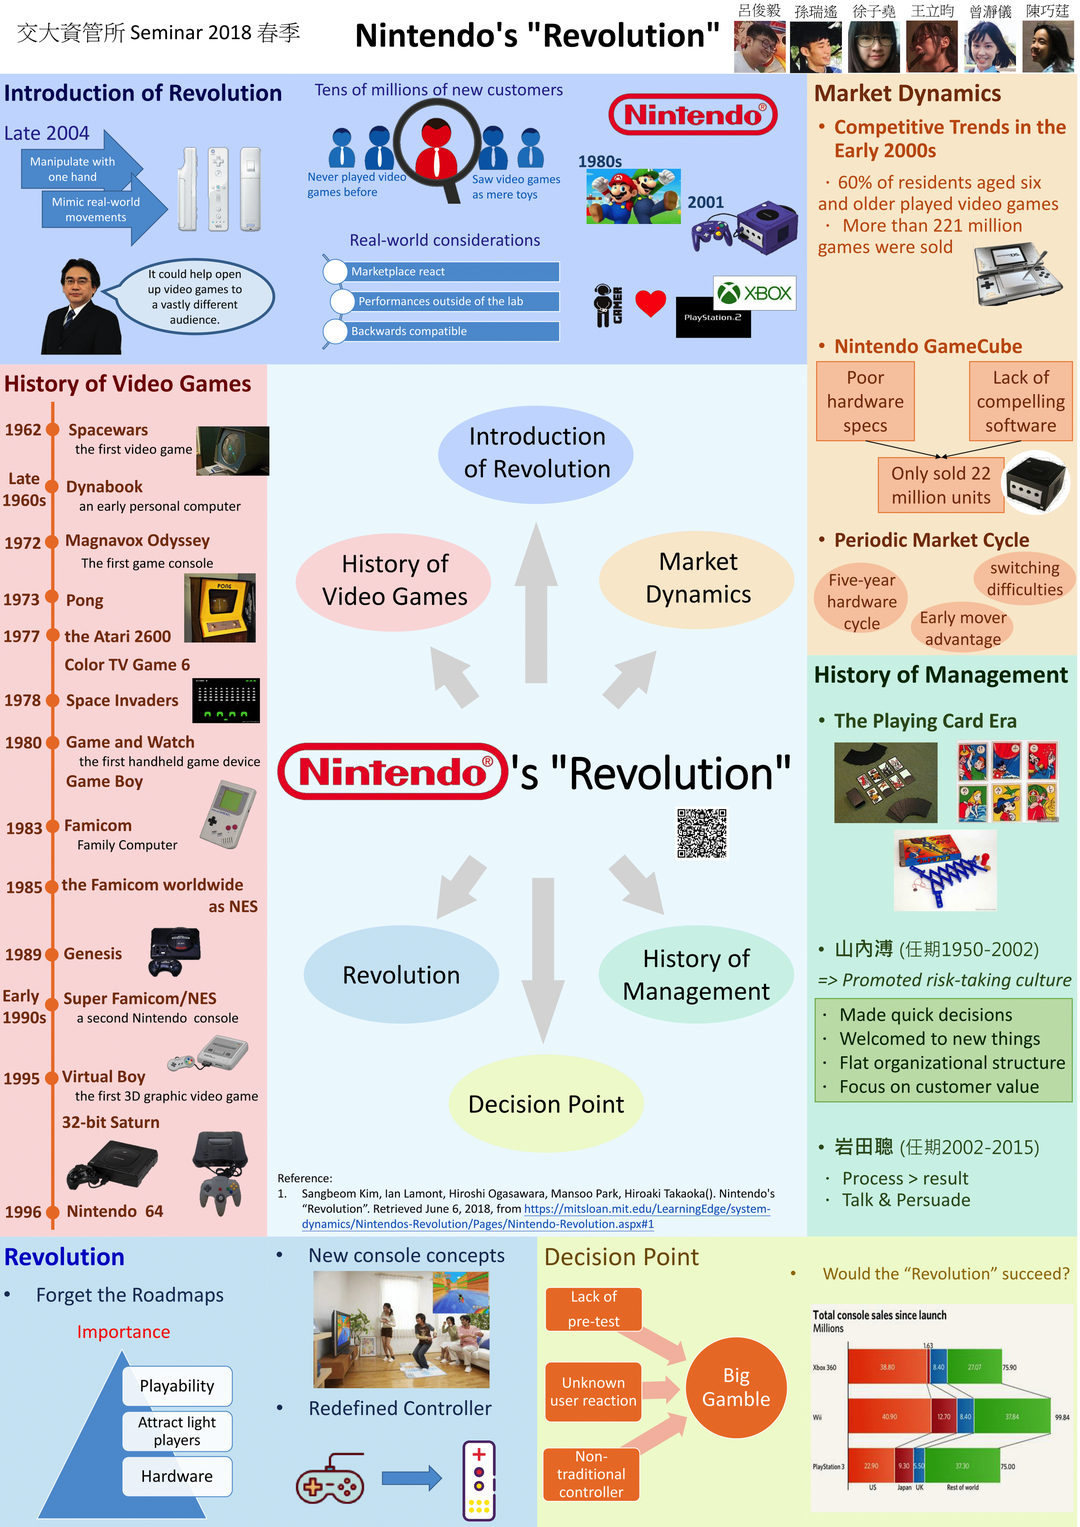 交大資管所 Seminar 2018 春季
Nintendo's "Revolution"
呂俊毅 孫瑞遙 徐子堯 王立昀 曾瀞儀 陳巧莛
Introduction of Revolution
Late 2004
Manipulate with
one hand
Mimic real-world
movements
It could help open
up video games to
a vastly different
audience.
Tens of millions of new customers
Never played video
games before
Saw video games
as mere toys
Real-world considerations
Marketplace react
Performances outside of the lab
Backwards compatible
Nintendo®
1980s
2001
GAMER
PlayStation.2
XBOX
Market Dynamics
• Competitive Trends in the
Early 2000s
· 60% of residents aged six
and older played video games
· More than 221 million
games were sold
• Nintendo GameCube
Poor
hardware
specs
Lack of
compelling
software
Only sold 22
million units
• Periodic Market Cycle
Five-year
hardware
cycle
switching
difficulties
Early mover
advantage
History of Video Games
1962 Spacewars
the first video game
Late
1960s
Dynabook
an early personal computer
1972 Magnavox Odyssey
The first game console
1973 Pong
PONG
1977 the Atari 2600
Color TV Game 6
1978 Space Invaders
1980 Game and Watch
the first handheld game device
Game Boy
1983 Famicom
Family Computer
1985 the Famicom worldwide
as NES
1989 Genesis
Early
1990s
Super Famicom/NES
a second Nintendo console
1995 Virtual Boy
the first 3D graphic video game
32-bit Saturn
1996 Nintendo 64
Introduction
of Revolution
History of
Video Games
Market
Dynamics
Nintendo®'s "Revolution"
Revolution
History of
Management
Decision Point
Reference:
1. Sangbeom Kim, Ian Lamont, Hiroshi Ogasawara, Mansoo Park, Hiroaki Takaoka(). Nintendo's
“Revolution”. Retrieved June 6, 2018, from https://mitsloan.mit.edu/LearningEdge/system-
dynamics/Nintendos-Revolution/Pages/Nintendo-Revolution.aspx#1
History of Management
• The Playing Card Era
• 山內溥 (任期1950-2002)
=> Promoted risk-taking culture
· Made quick decisions
· Welcomed to new things
· Flat organizational structure
· Focus on customer value
• 岩田聰 (任期2002-2015)
· Process > result
· Talk & Persuade
Revolution
• Forget the Roadmaps
Importance
Playability
Attract light
players
Hardware
• New console concepts
• Redefined Controller
Decision Point
Lack of
pre-test
Unknown
user reaction
Non-
traditional
controller
Big
Gamble
• Would the “Revolution” succeed?
Total console sales since launch
Millions
1.63
Xbox 360 38.80 8.40 27.07 75.90
Wii 40.90 12.70 8.40 37.84 99.84
PlayStation 3 22.90 9.30 5.50 37.30 75.00
US Japan UK Rest of world